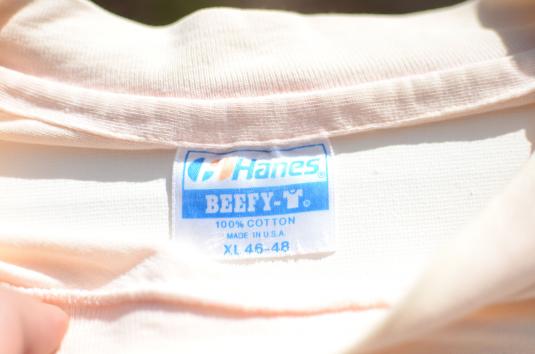 Hanes®
BEEFY-T®
100% COTTON
MADE IN U.S.A.
XL 46-48